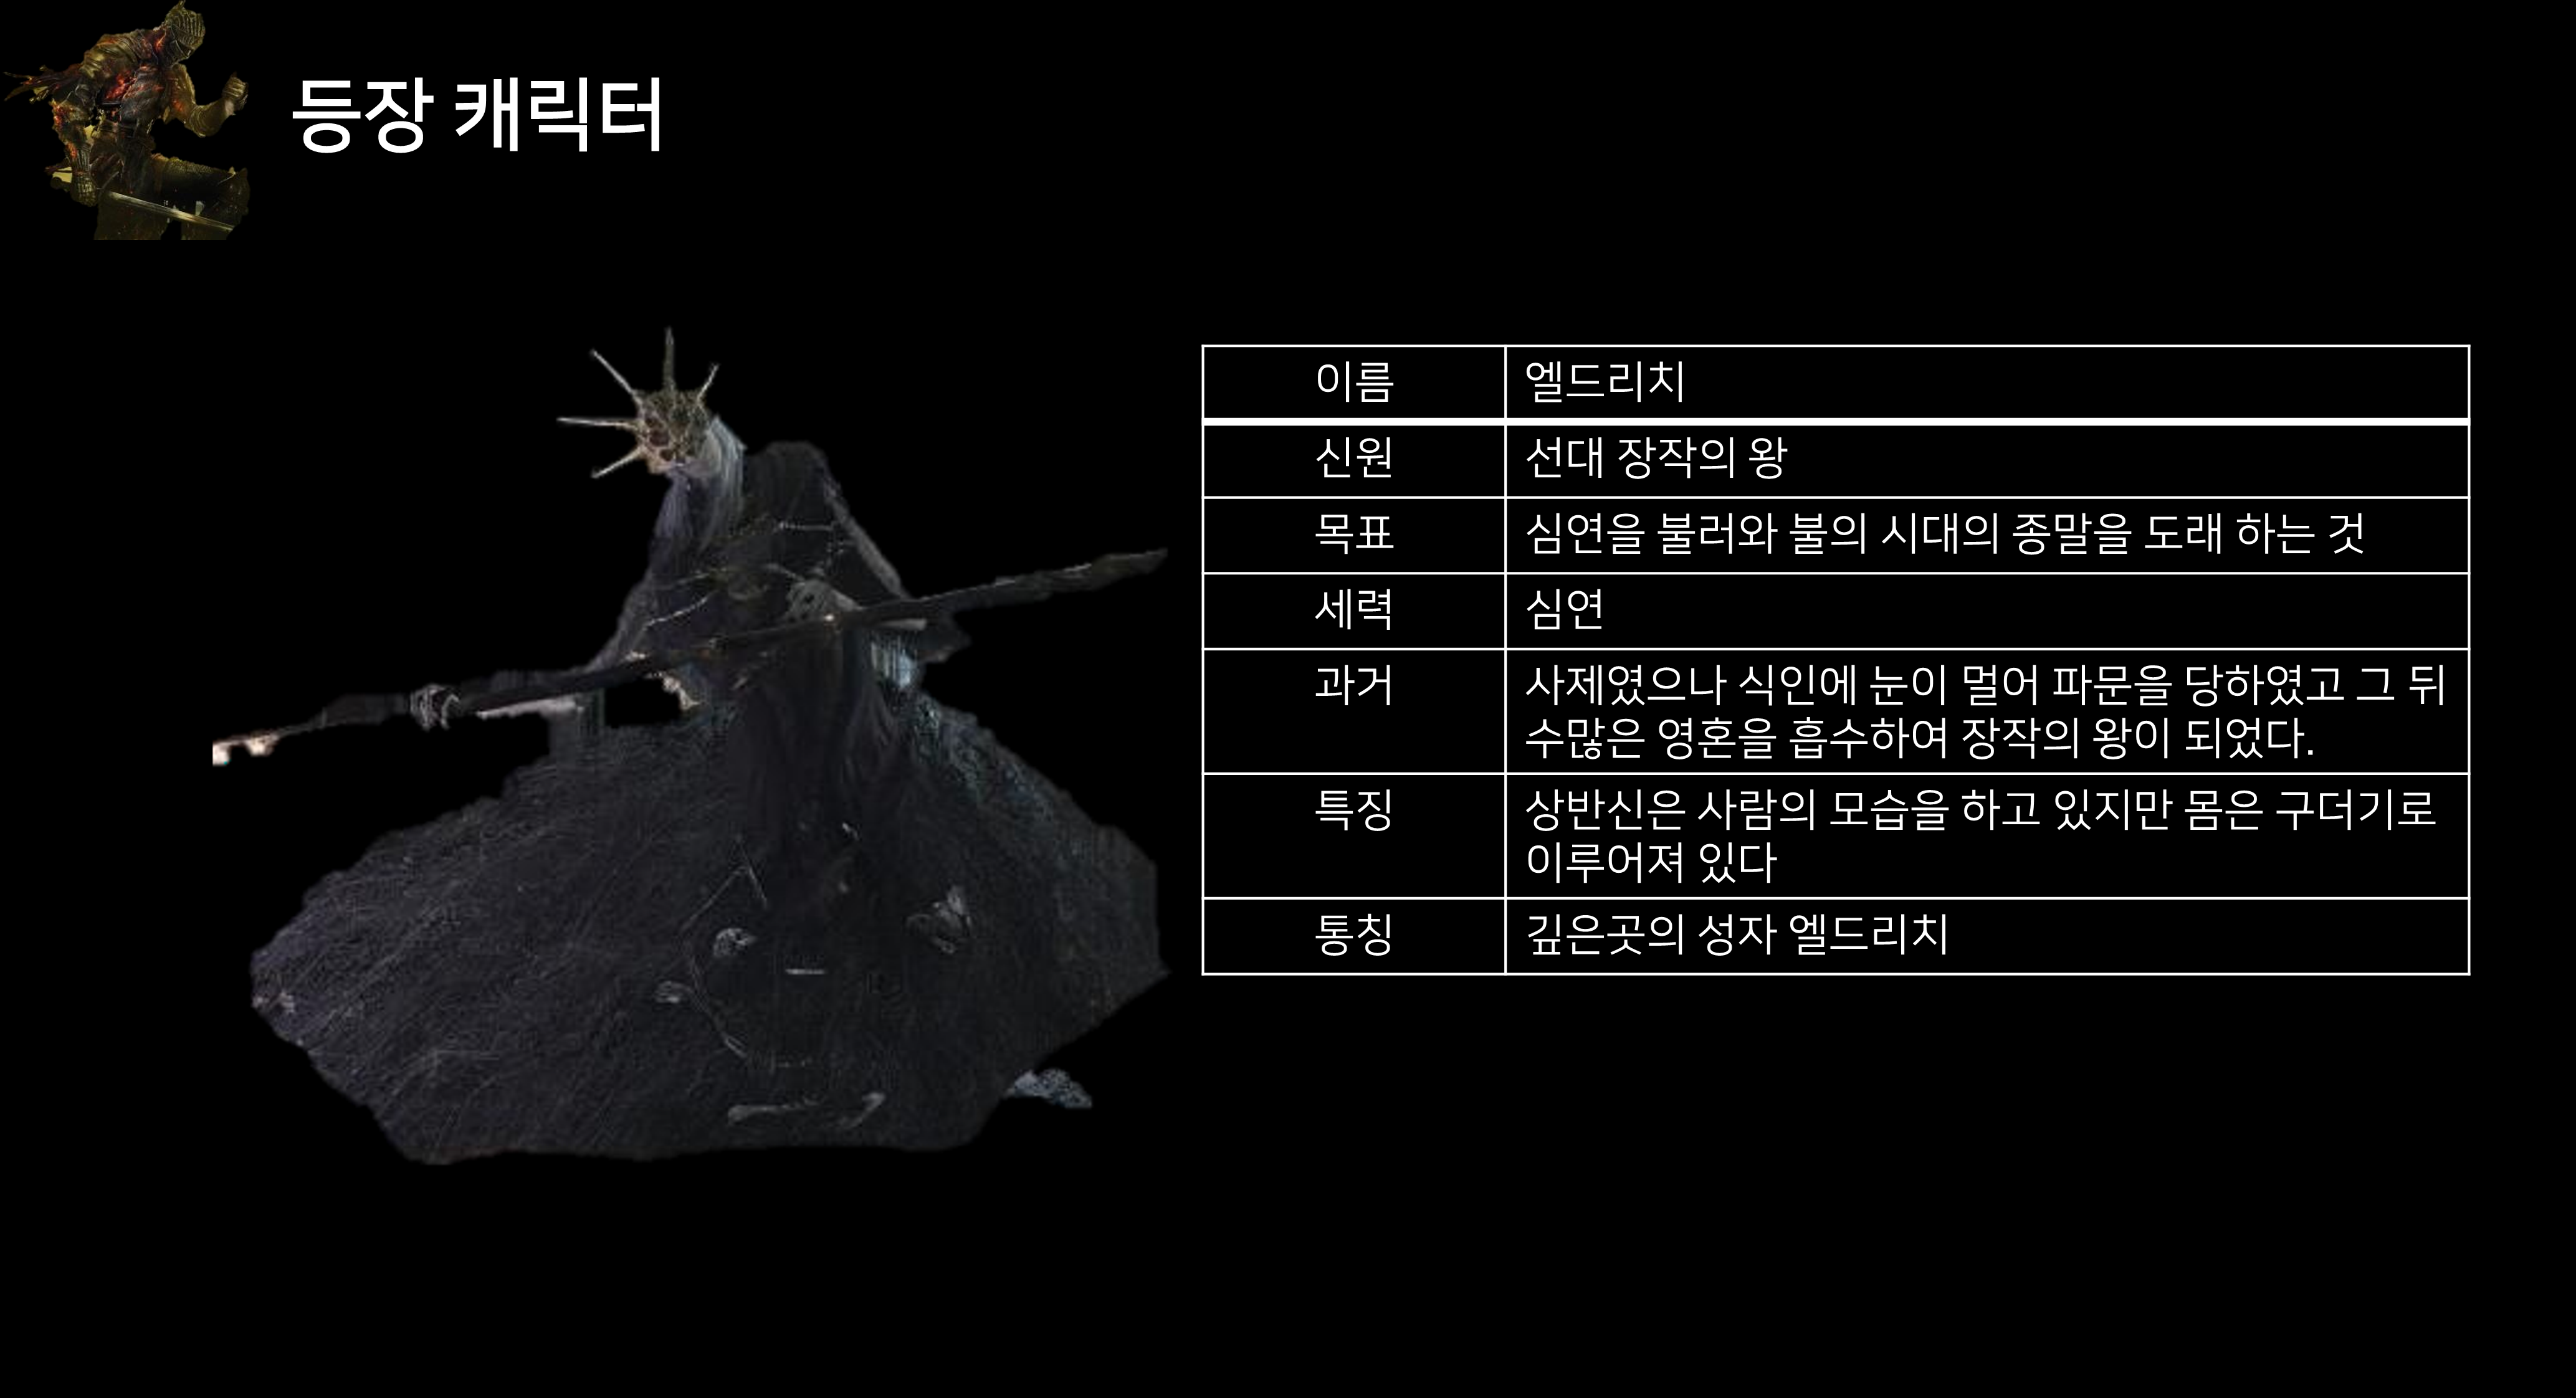 등장 캐릭터
이름 엘드리치
신원 선대 장작의 왕
목표 심연을 불러와 불의 시대의 종말을 도래 하는 것
세력 심연
과거 사제였으나 식인에 눈이 멀어 파문을 당하였고 그 뒤
수많은 영혼을 흡수하여 장작의 왕이 되었다.
특징 상반신은 사람의 모습을 하고 있지만 몸은 구더기로
이루어져 있다
통칭 깊은곳의 성자 엘드리치